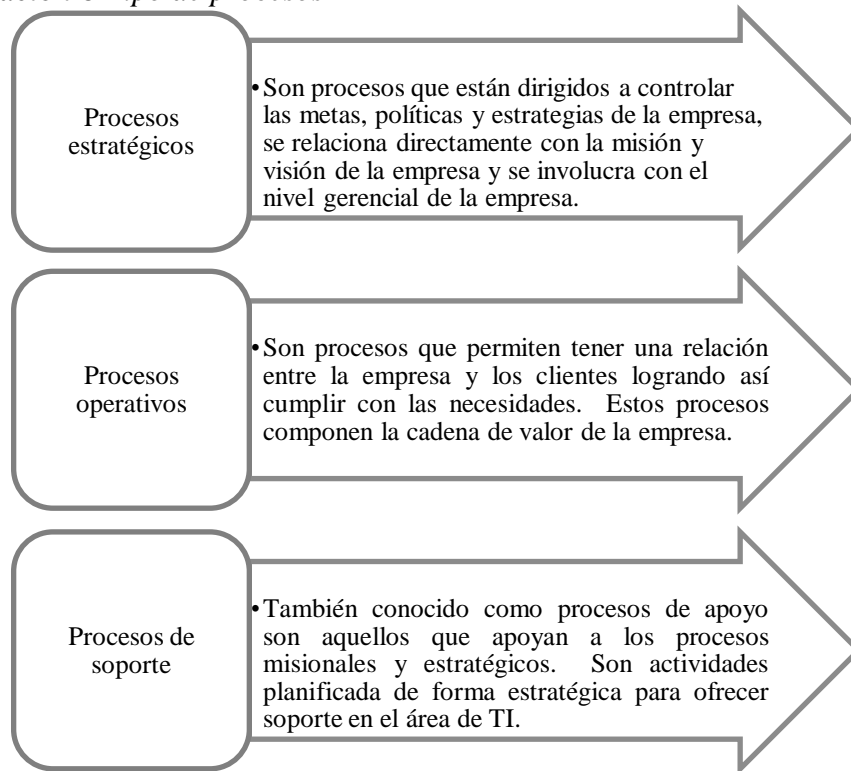 Procesos
estratégicos
•Son procesos que están dirigidos a controlar
las metas, políticas y estrategias de la empresa,
se relaciona directamente con la misión y
visión de la empresa y se involucra con el
nivel gerencial de la empresa.
Procesos
operativos
•Son procesos que permiten tener una relación
entre la empresa y los clientes logrando así
cumplir con las necesidades. Estos procesos
componen la cadena de valor de la empresa.
Procesos de
soporte
•También conocido como procesos de apoyo
son aquellos que apoyan a los procesos
misionales y estratégicos. Son actividades
planificada de forma estratégica para ofrecer
soporte en el área de TI.